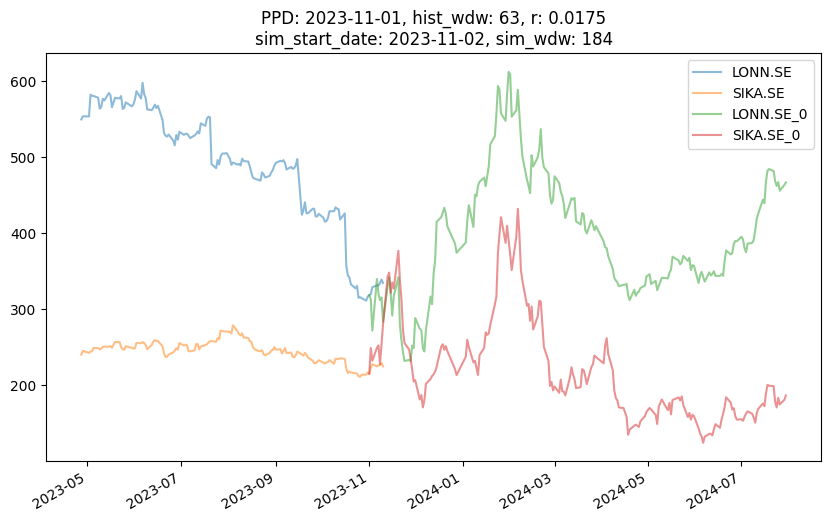 PPD: 2023-11-01, hist_wdw: 63, r: 0.0175
sim_start_date: 2023-11-02, sim_wdw: 184
LONN.SE
SIKA.SE
LONN.SE_0
SIKA.SE_0
600
500
400
300
200
2023-05
2023-07
2023-09
2023-11
2024-01
2024-03
2024-05
2024-07